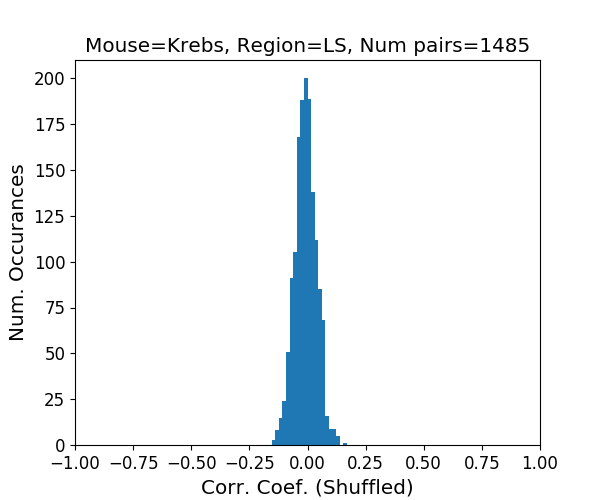 Mouse=Krebs, Region=LS, Num pairs=1485
200
175
150
125
100
75
50
25
0
Num. Occurances
−1.00 −0.75 −0.50 −0.25 0.00 0.25 0.50 0.75 1.00
Corr. Coef. (Shuffled)